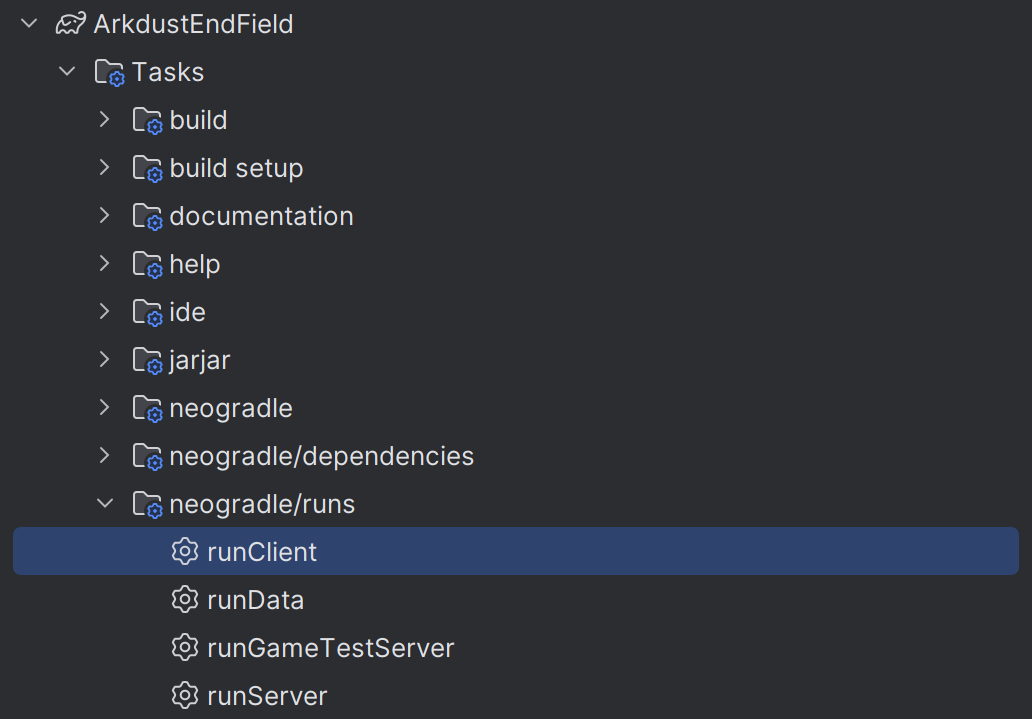 ArkdustEndField
Tasks
build
build setup
documentation
help
ide
jarjar
neogradle
neogradle/dependencies
neogradle/runs
runClient
runData
runGameTestServer
runServer